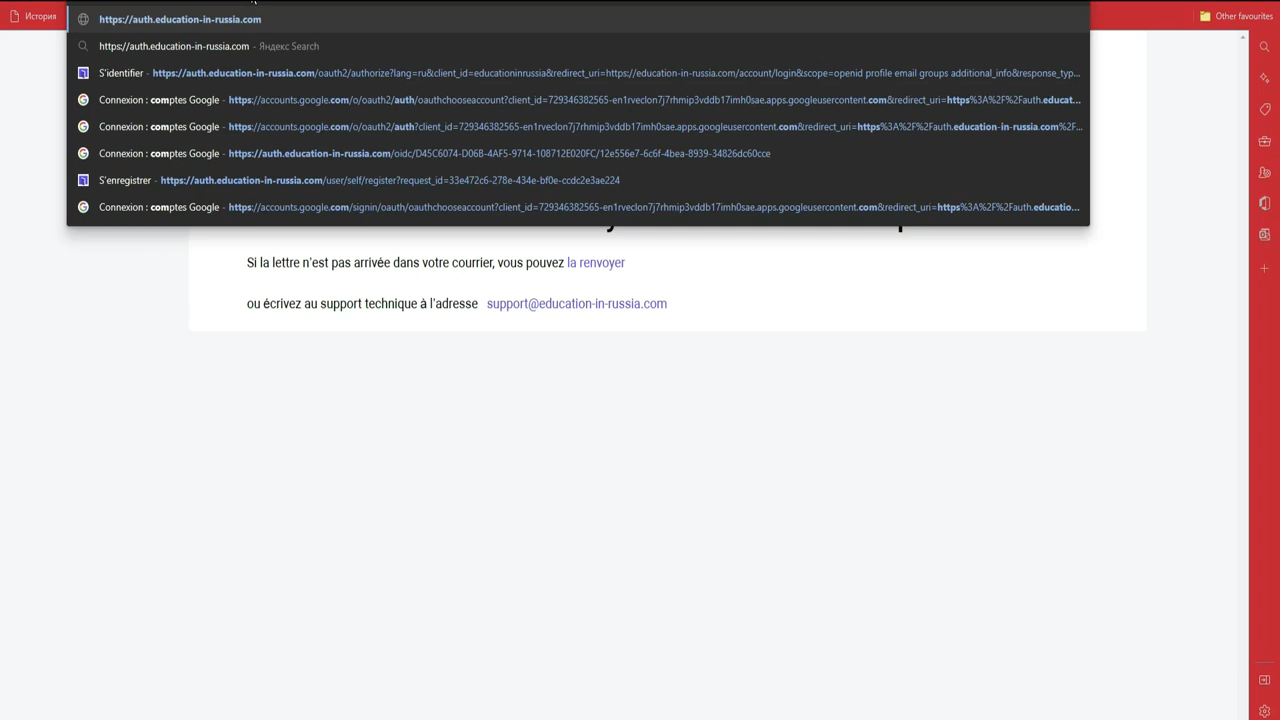 История
Other favourites
https://auth.education-in-russia.com
https://auth.education-in-russia.com - Яндекс Search
S'identifier - https://auth.education-in-russia.com/oauth2/authorize?lang=ru&client_id=educationinrussia&redirect_uri=https://education-in-russia.com/account/login&scope=openid profile email groups additional_info&response_typ...
Connexion : comptes Google - https://accounts.google.com/o/oauth2/auth/oauthchooseaccount?client_id=729346382565-en1rveclon7j7rhmip3vddb17imh0sae.apps.googleusercontent.com&redirect_uri=https%3A%2F%2Fauth.educat...
Connexion : comptes Google - https://accounts.google.com/o/oauth2/auth?client_id=729346382565-en1rveclon7j7rhmip3vddb17imh0sae.apps.googleusercontent.com&redirect_uri=https%3A%2F%2Fauth.education-in-russia.com%2F...
Connexion : comptes Google - https://auth.education-in-russia.com/oidc/D45C6074-D06B-4AF5-9714-108712E020FC/12e556e7-6c6f-4bea-8939-34826dc60cce
S'enregistrer - https://auth.education-in-russia.com/user/self/register?request_id=33e472c6-278e-434e-bf0e-ccdc2e3ae224
Connexion : comptes Google - https://accounts.google.com/signin/oauth/oauthchooseaccount?client_id=729346382565-en1rveclon7j7rhmip3vddb17imh0sae.apps.googleusercontent.com&redirect_uri=https%3A%2F%2Fauth.educatio...
Si la lettre n'est pas arrivée dans votre courrier, vous pouvez la renvoyer
ou écrivez au support technique à l'adresse support@education-in-russia.com